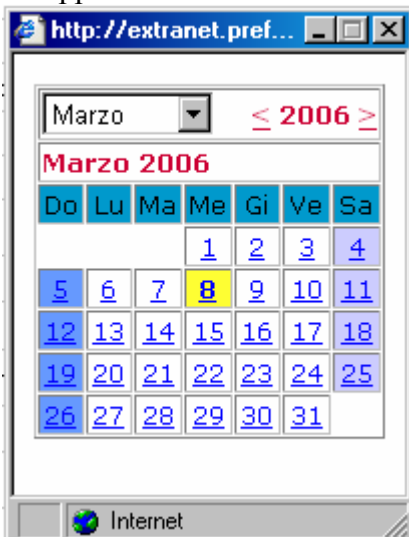 http://extranet.pref...
Marzo < 2006 >
Marzo 2006
Do Lu Ma Me Gi Ve Sa
1 2 3 4
5 6 7 8 9 10 11
12 13 14 15 16 17 18
19 20 21 22 23 24 25
26 27 28 29 30 31
Internet